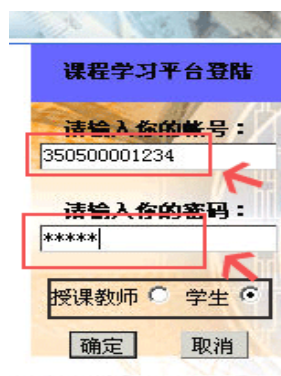 课程学习平台登陆
请输入你的帐号：
350500001234
请输入你的密码：
*****
授课教师 学生
确定 取消